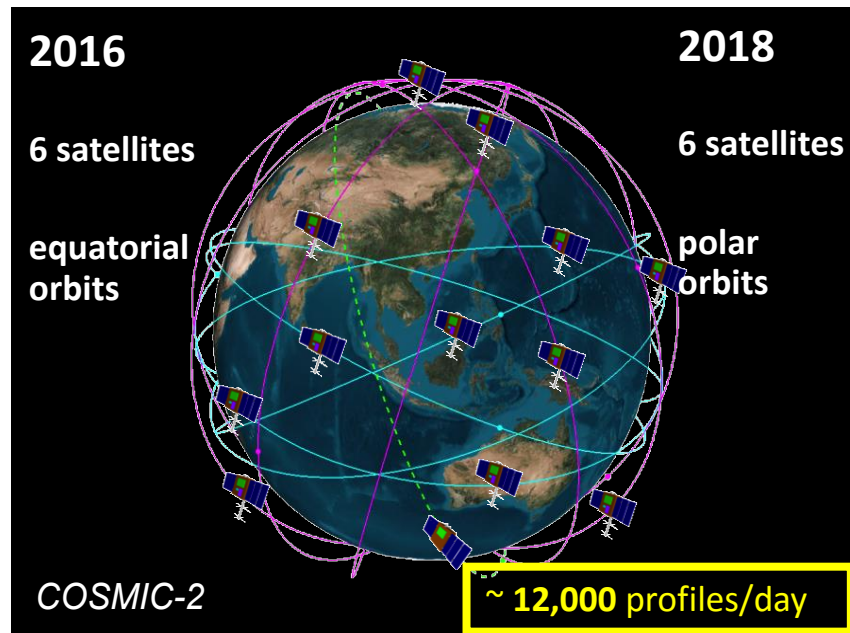 2016
6 satellites
equatorial
orbits
2018
6 satellites
polar
orbits
COSMIC-2
~ 12,000 profiles/day